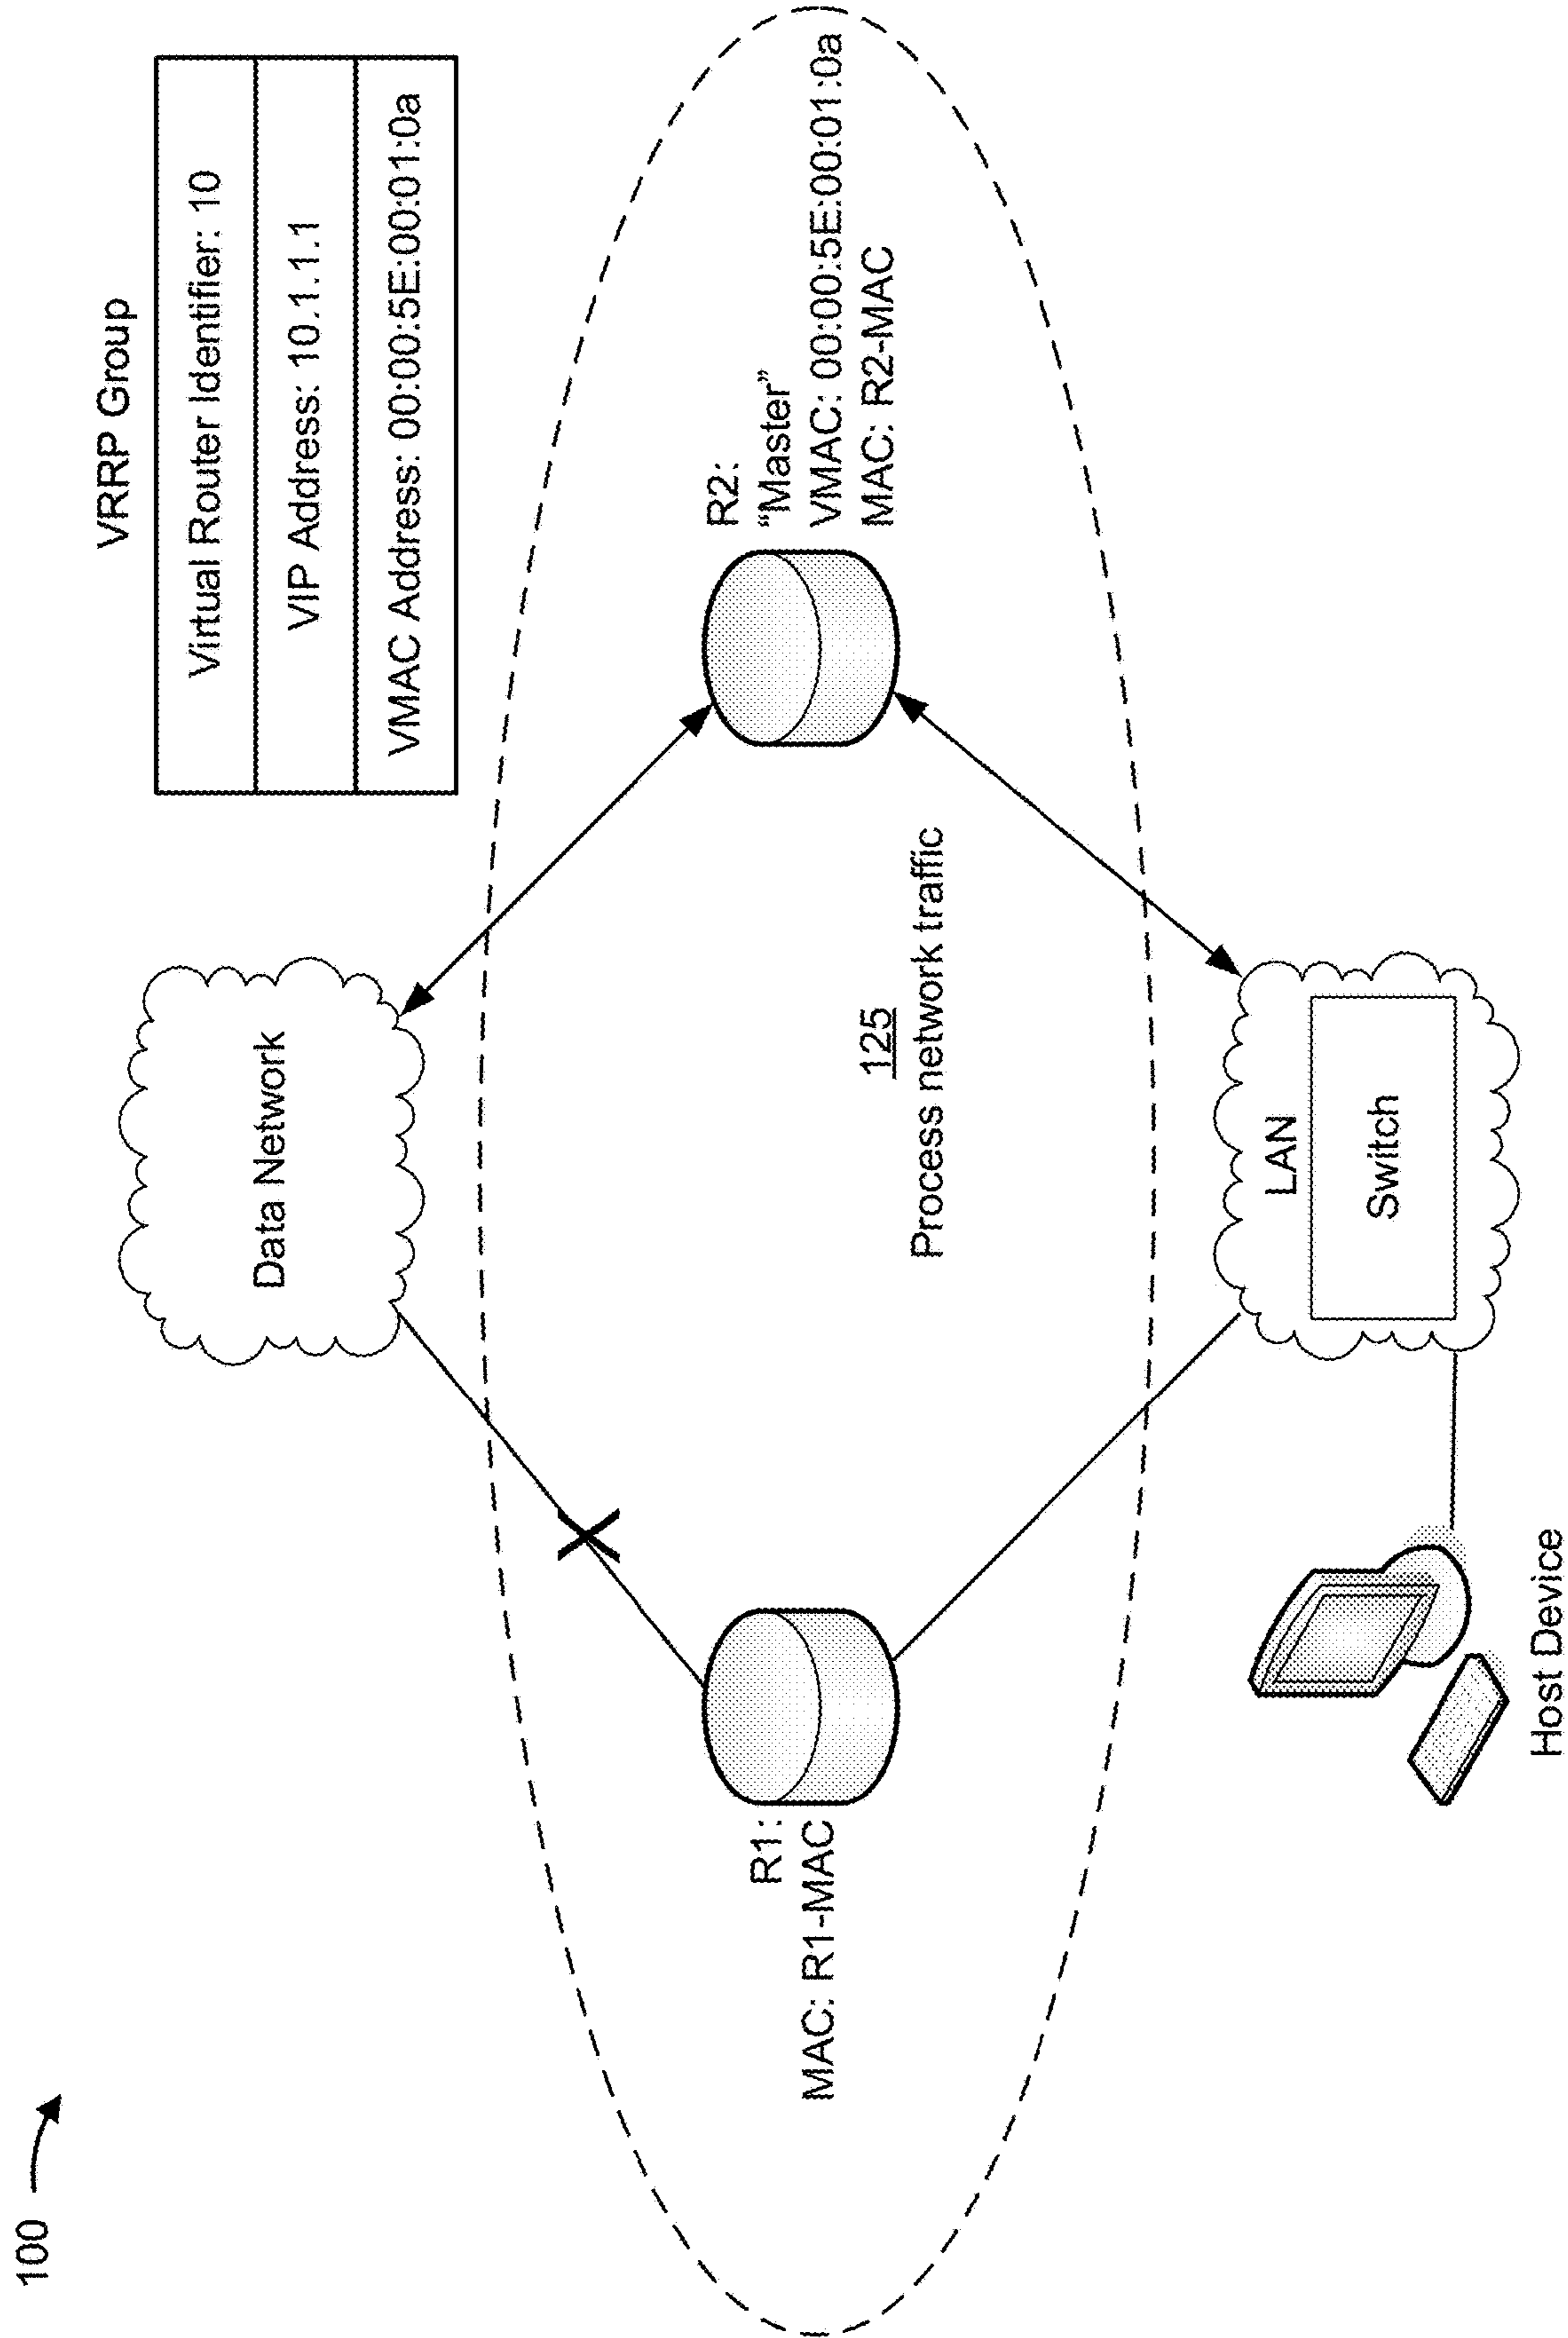 100
VRRP Group
Virtual Router Identifier: 10
VIP Address: 10.1.1.1
VMAC Address: 00:00:5E:00:01:0a
Data Network
R1:
MAC: R1-MAC
R2:
“Master”
VMAC: 00:00:5E:00:01:0a
MAC: R2-MAC
125
Process network traffic
LAN
Switch
Host Device